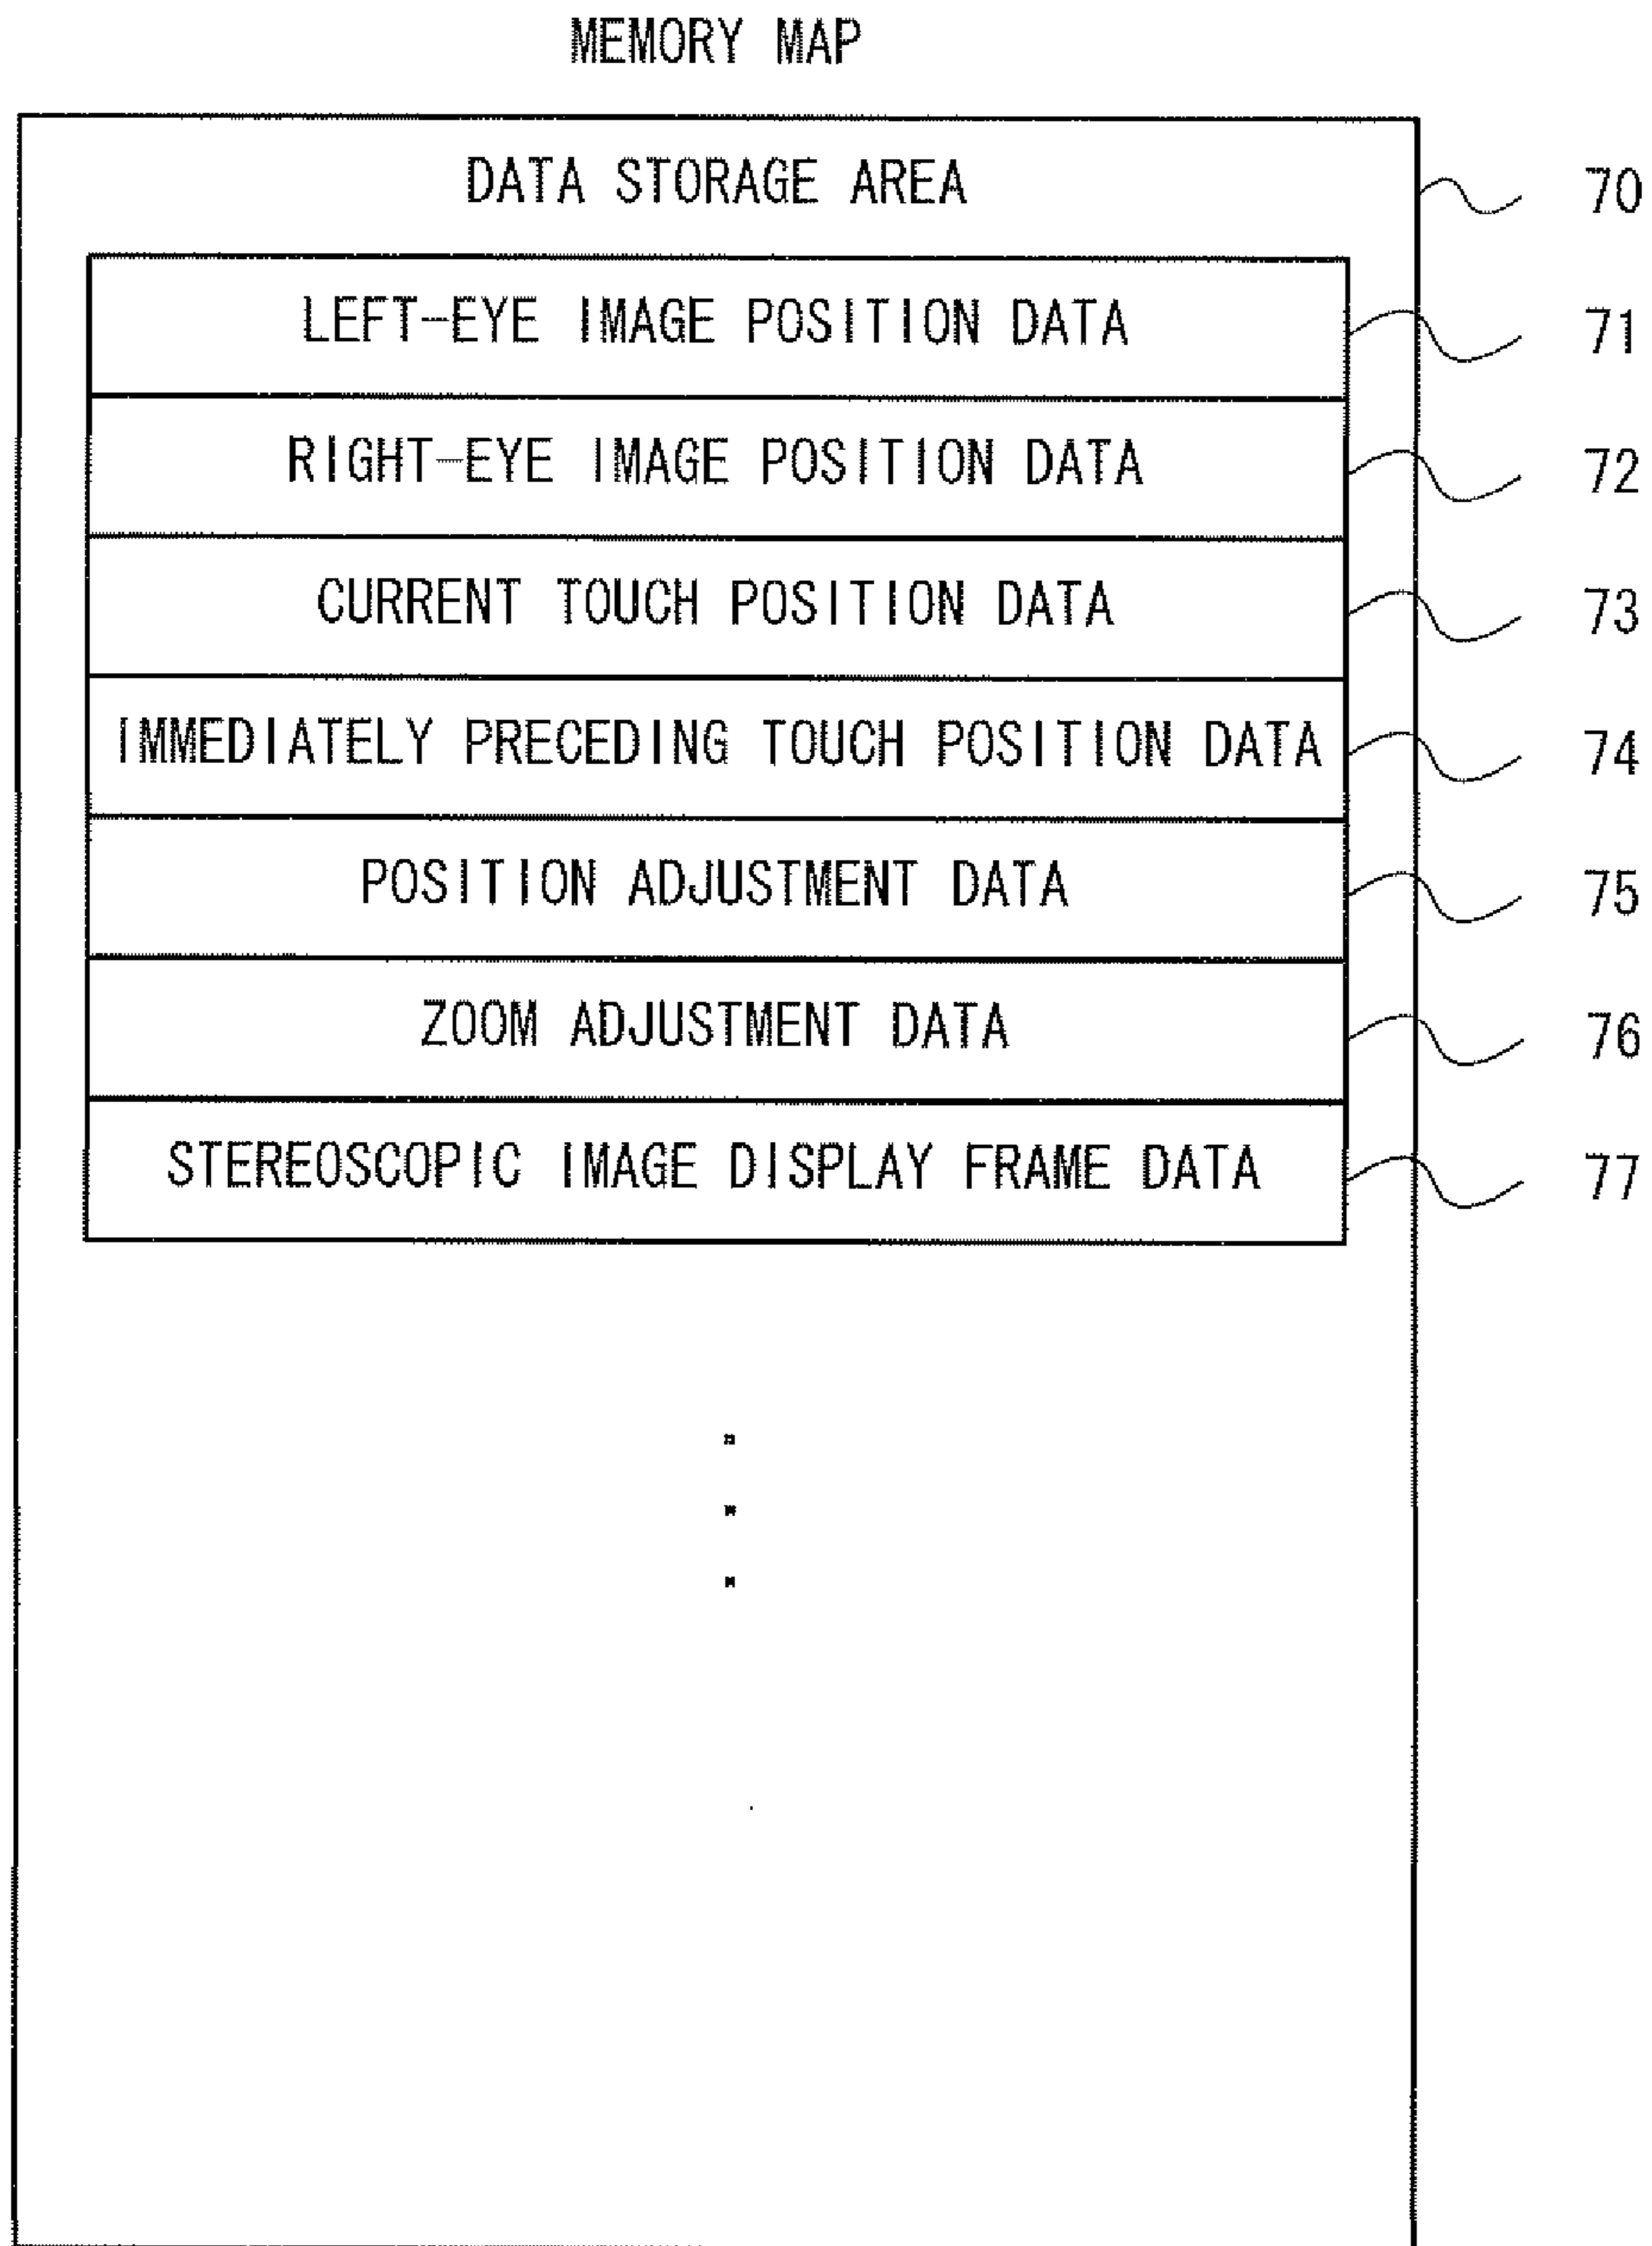 MEMORY MAP
DATA STORAGE AREA 70
LEFT-EYE IMAGE POSITION DATA 71
RIGHT-EYE IMAGE POSITION DATA 72
CURRENT TOUCH POSITION DATA 73
IMMEDIATELY PRECEDING TOUCH POSITION DATA 74
POSITION ADJUSTMENT DATA 75
ZOOM ADJUSTMENT DATA 76
STEREOSCOPIC IMAGE DISPLAY FRAME DATA 77